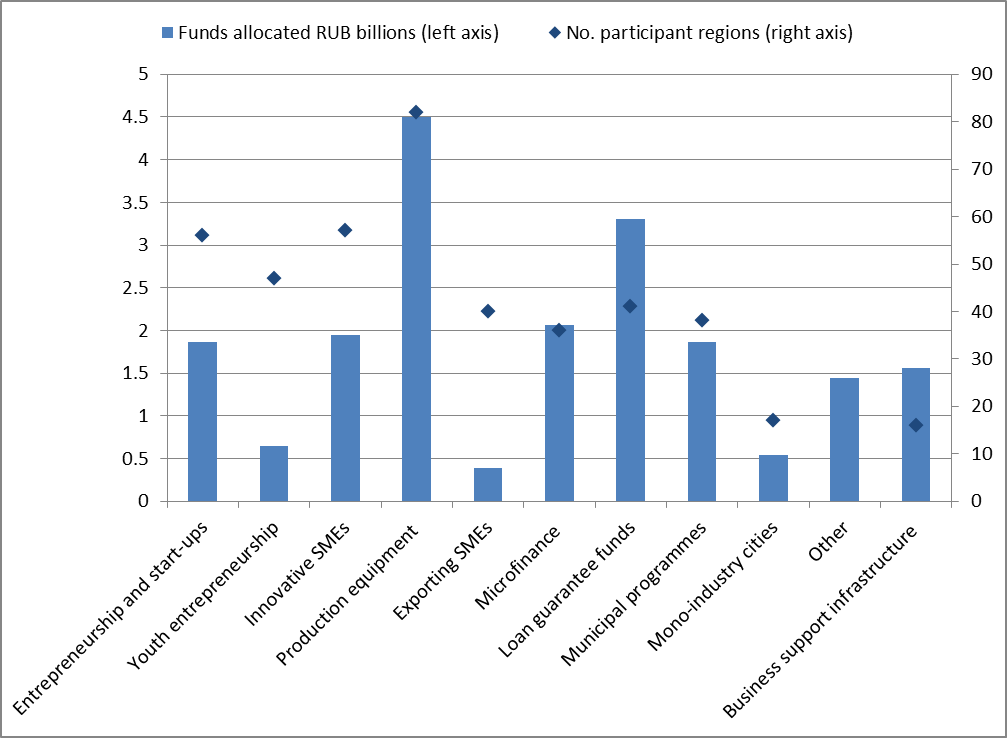 Funds allocated RUB billions (left axis)
No. participant regions (right axis)
5
4.5
4
3.5
3
2.5
2
1.5
1
0.5
0
90
80
70
60
50
40
30
20
10
0
Entrepreneurship and start-ups
Youth entrepreneurship
Innovative SMEs
Production equipment
Exporting SMEs
Microfinance
Loan guarantee funds
Municipal programmes
Mono-industry cities
Other
Business support infrastructure